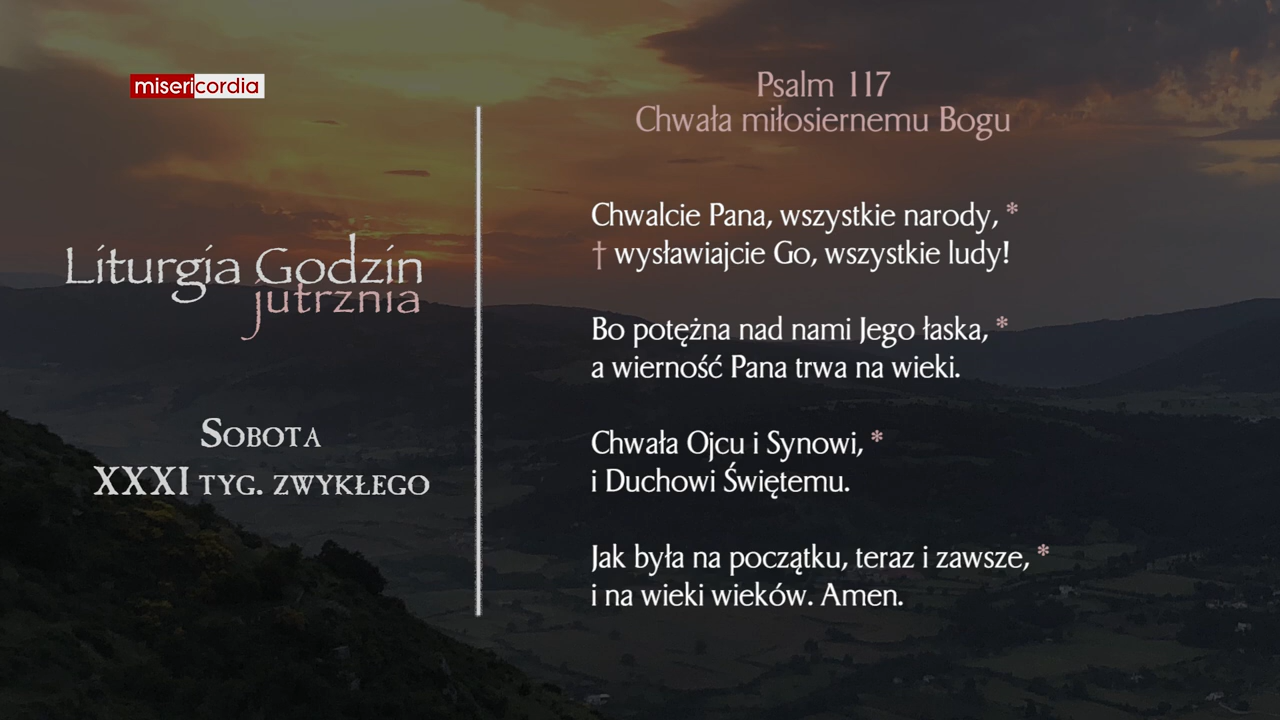 misericordia
Liturgia Godzin
jutrznia
Sobota
XXXI tyg. zwykłego
Psalm 117
Chwała miłosiernemu Bogu
Chwalcie Pana, wszystkie narody, *
† wysławiajcie Go, wszystkie ludy!
Bo potężna nad nami Jego łaska, *
a wierność Pana trwa na wieki.
Chwała Ojcu i Synowi, *
i Duchowi Świętemu.
Jak była na początku, teraz i zawsze, *
i na wieki wieków. Amen.